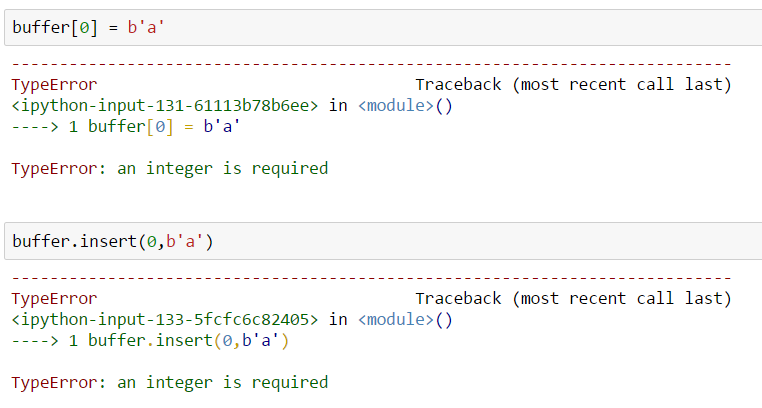 buffer[0] = b'a'
---------------------------------------------------------------------------
TypeError                                 Traceback (most recent call last)
<ipython-input-131-61113b78b6ee> in <module>()
----> 1 buffer[0] = b'a'
TypeError: an integer is required
buffer.insert(0,b'a')
---------------------------------------------------------------------------
TypeError                                 Traceback (most recent call last)
<ipython-input-133-5fcfc6c82405> in <module>()
----> 1 buffer.insert(0,b'a')
TypeError: an integer is required